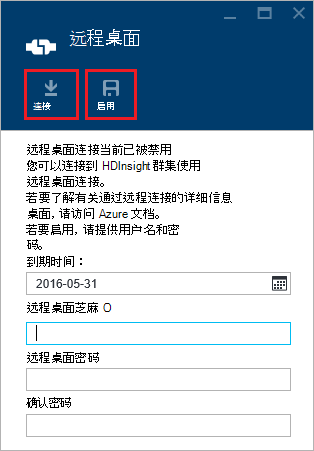 远程桌面
连接
启用
远程桌面连接当前已被禁用
您可以连接到 HDInsight 群集使用
远程桌面连接。
若要了解有关通过远程连接的详细信息
桌面，请访问 Azure 文档。
若要启用，请提供用户名和密
码。
到期时间：
2016-05-31
远程桌面芝麻 O
远程桌面密码
确认密码